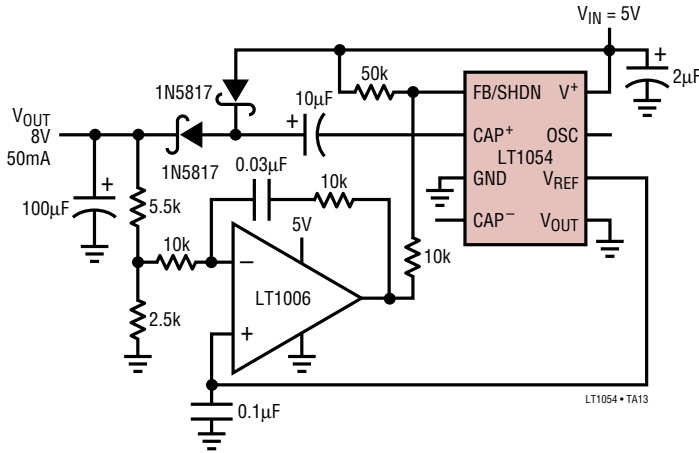 V_IN = 5V
50k
1N5817
10µF
+
+
2µF
FB/SHDN
V+
V_OUT
8V
50mA
CAP+
OSC
LT1054
1N5817
0.03µF
10k
GND
V_REF
+
100µF
5.5k
CAP−
V_OUT
5V
10k
10k
−
LT1006
2.5k
+
0.1µF
LT1054 • TA13